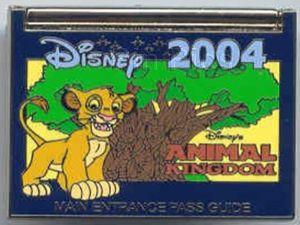 Disney 2004
Disney's
ANIMAL
KINGDOM
MAIN ENTRANCE PASS GUIDE